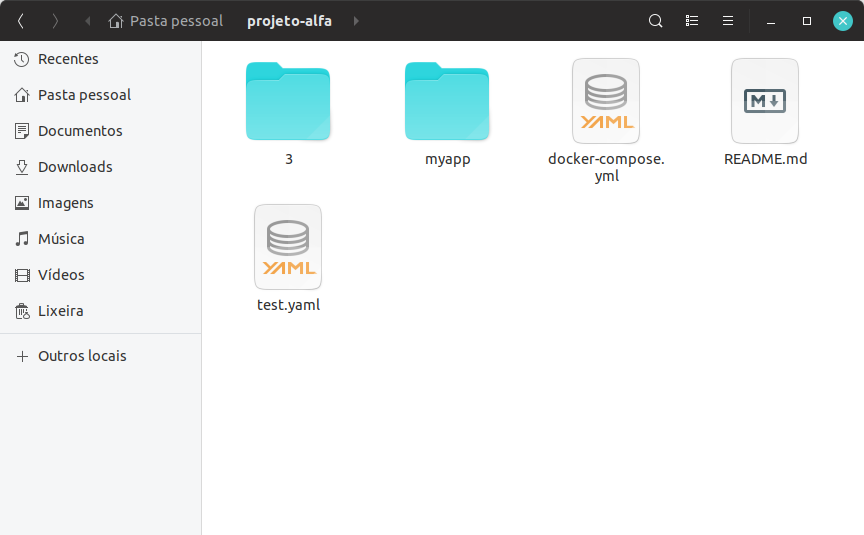 Pasta pessoal projeto-alfa
Recentes
Pasta pessoal
Documentos
Downloads
Imagens
Música
Vídeos
Lixeira
Outros locais
3
myapp
YAML
docker-compose.
yml
M
README.md
YAML
test.yaml